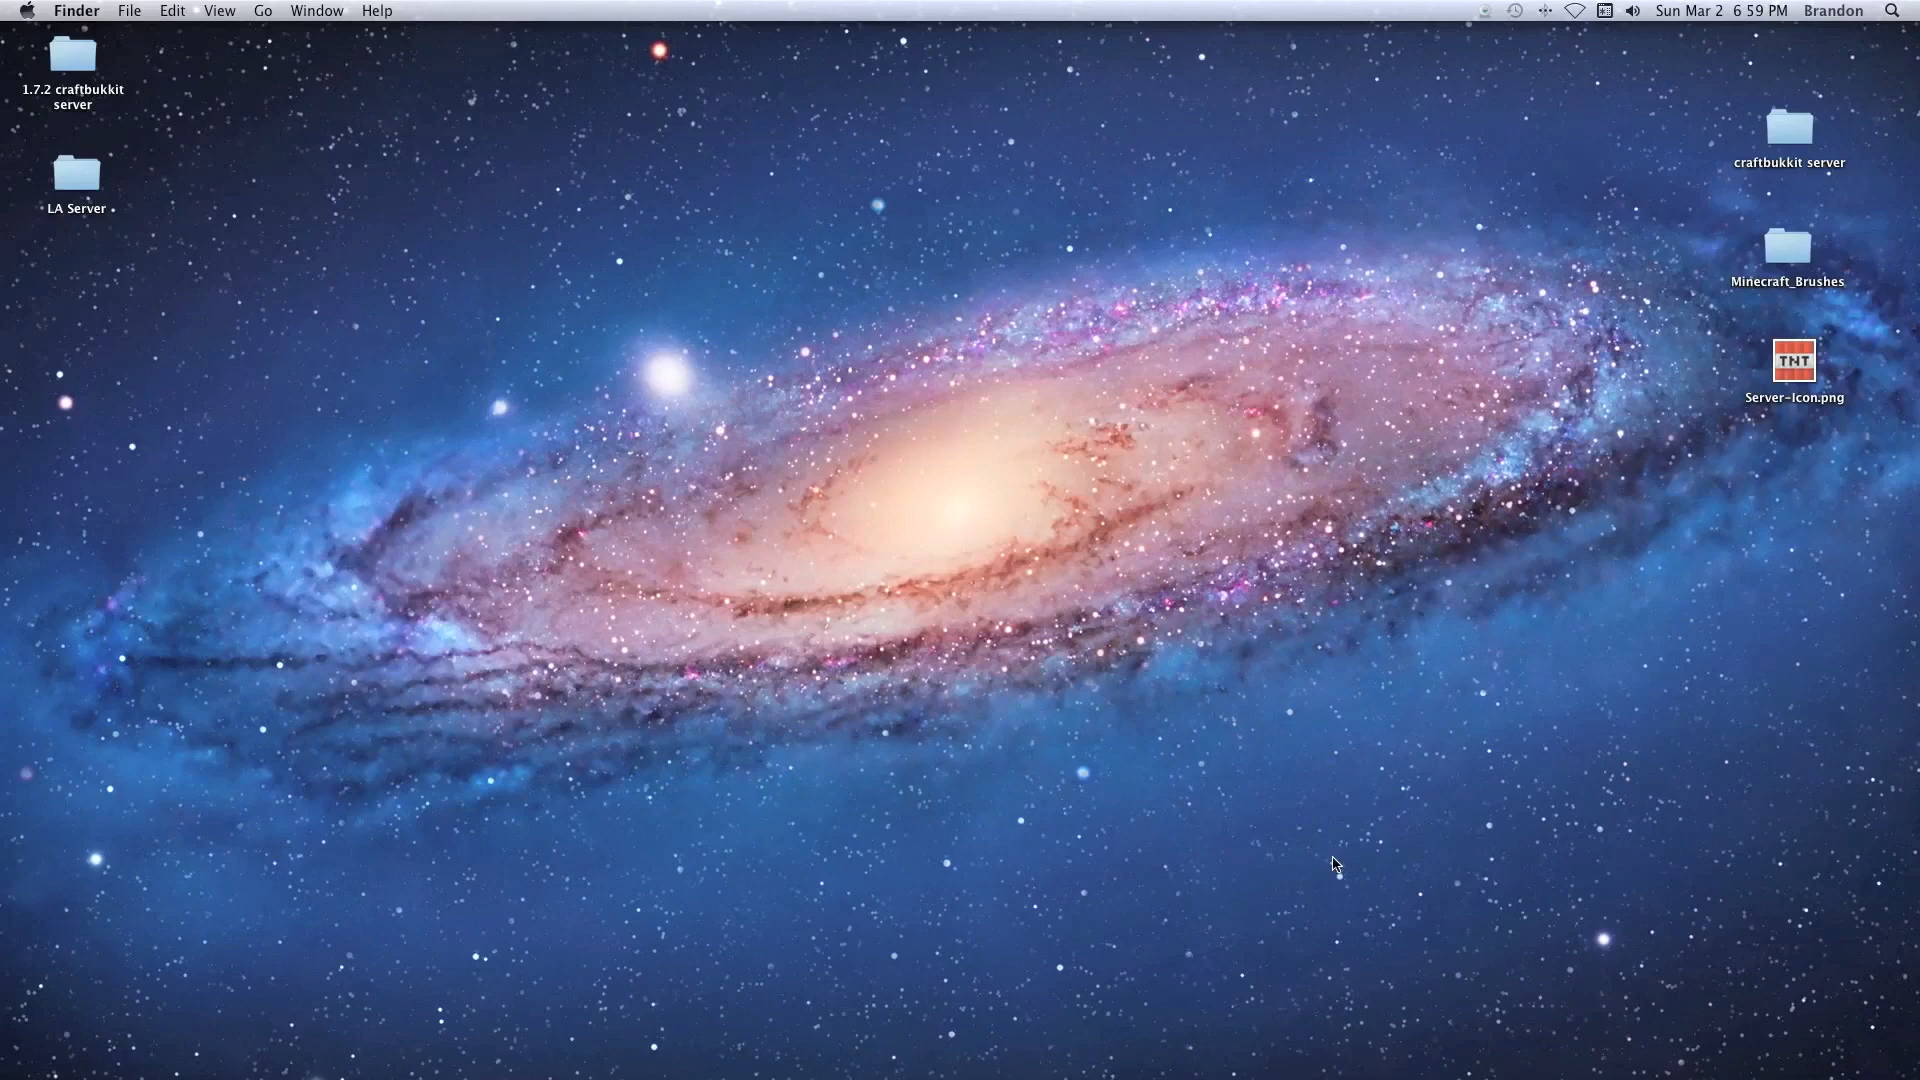 Finder File Edit View Go Window Help
Sun Mar 2 6 59 PM Brandon
1.7.2 craftbukkit
server
LA Server
craftbukkit server
Minecraft_Brushes
TNT
Server-Icon.png